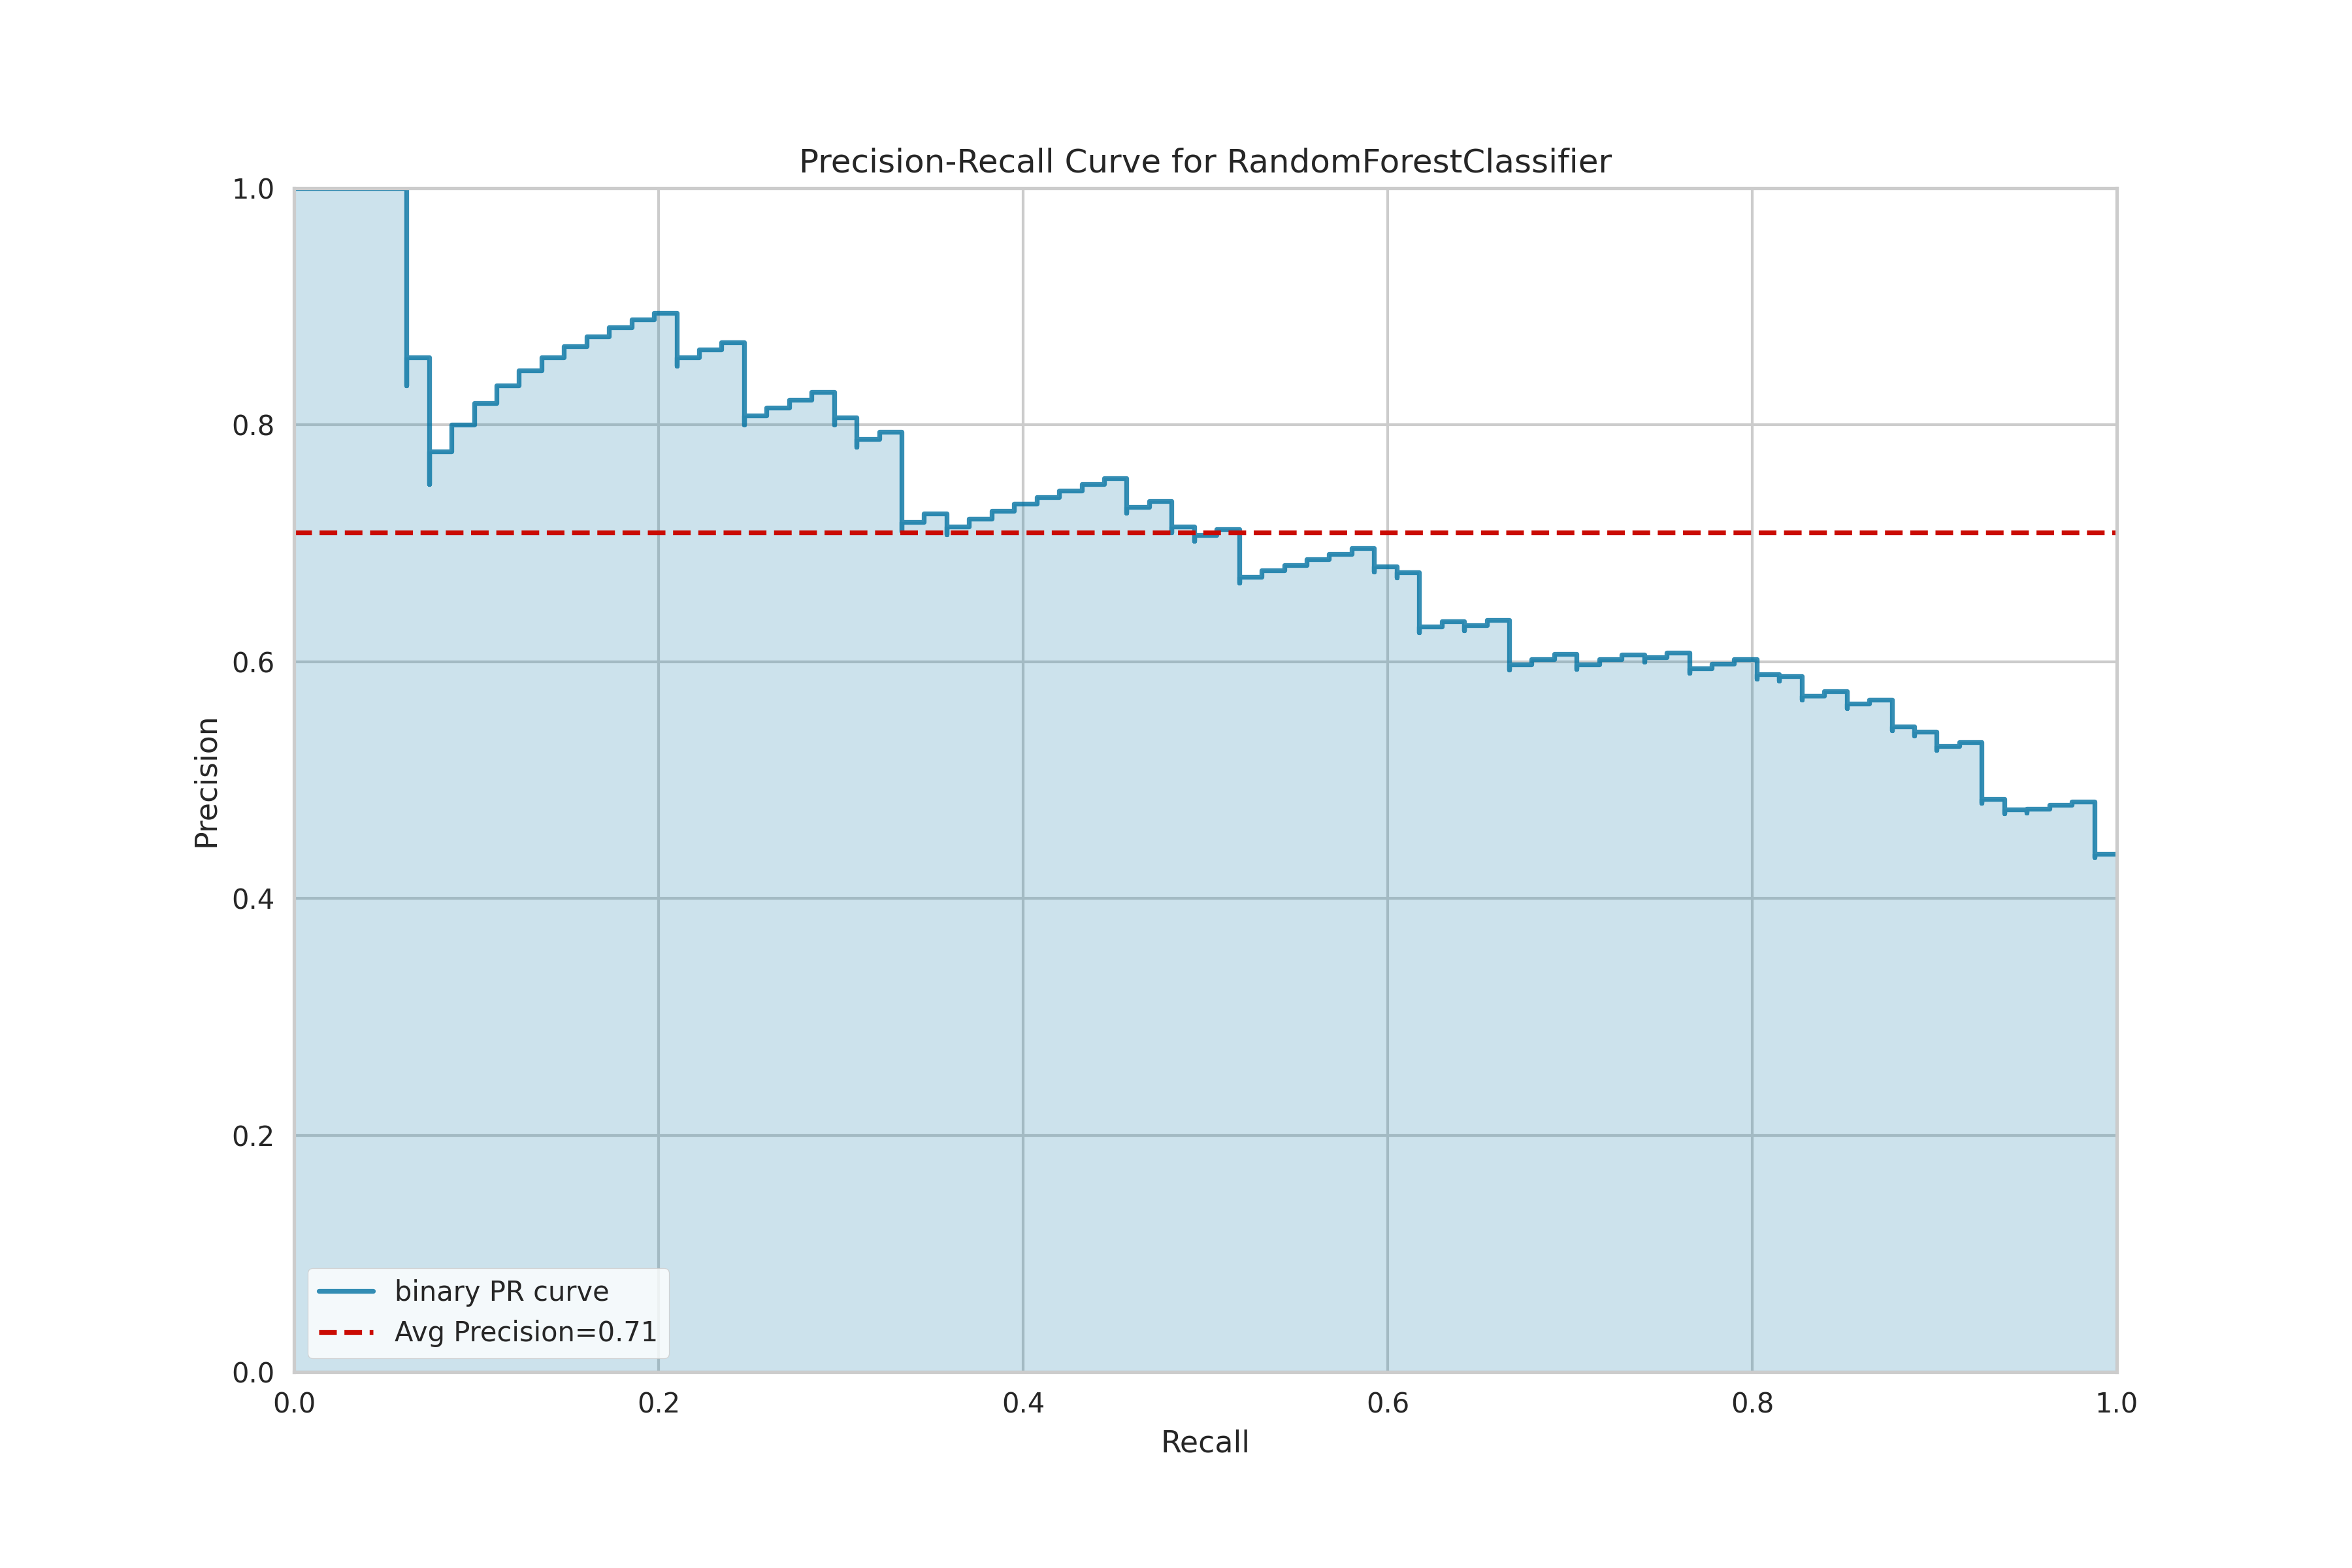 Precision-Recall Curve for RandomForestClassifier
1.0
0.8
0.6
0.4
0.2
0.0
Precision
binary PR curve
Avg Precision=0.71
0.0 0.2 0.4 0.6 0.8 1.0
Recall